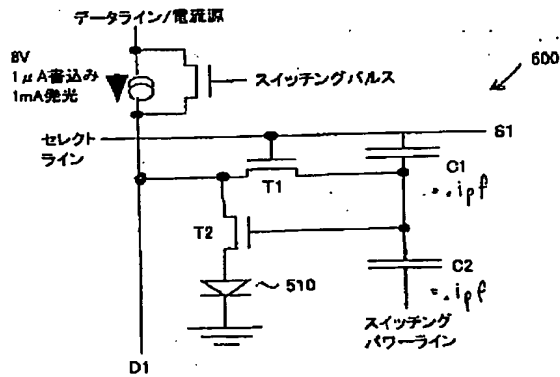 データライン/電流源
8V
1μA書込み
1mA発光
スイッチングパルス
600
セレクト
ライン
S1
T1
C1
=.1pf
T2
C2
=.1pf
510
スイッチング
パワーライン
D1